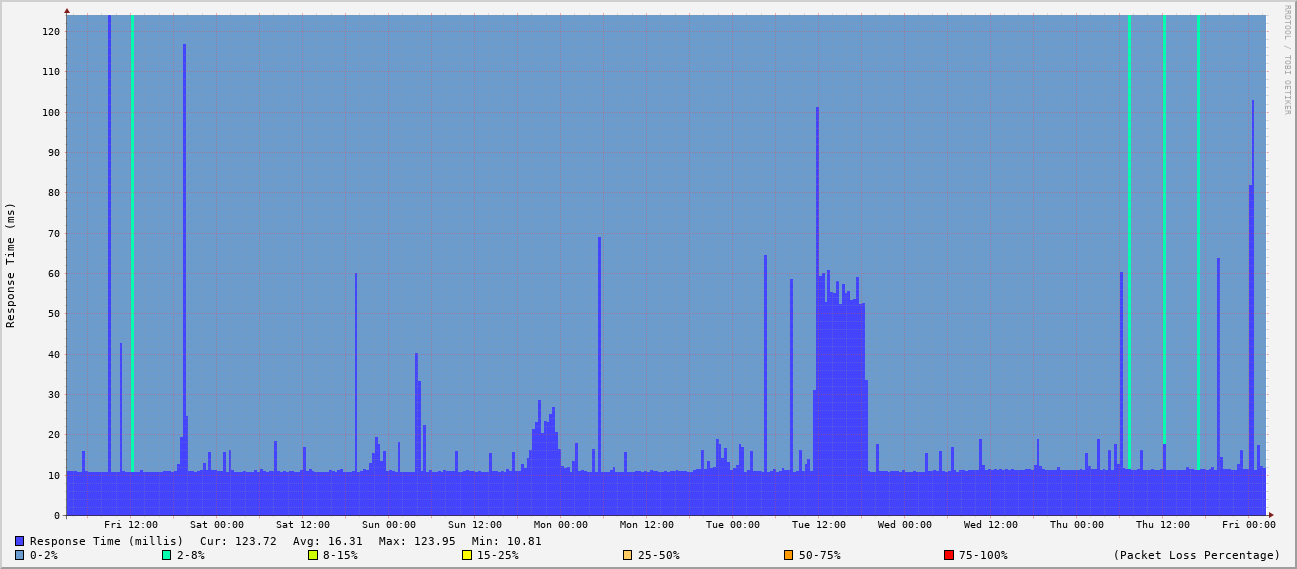 RRDTOOL / TOBI OETIKER
Response Time (ms)
120
110
100
90
80
70
60
50
40
30
20
10
0
Fri 12:00 Sat 00:00 Sat 12:00 Sun 00:00 Sun 12:00 Mon 00:00 Mon 12:00 Tue 00:00 Tue 12:00 Wed 00:00 Wed 12:00 Thu 00:00 Thu 12:00 Fri 00:00
Response Time (millis) Cur: 123.72 Avg: 16.31 Max: 123.95 Min: 10.81
0-2% 2-8% 8-15% 15-25% 25-50% 50-75% 75-100% (Packet Loss Percentage)